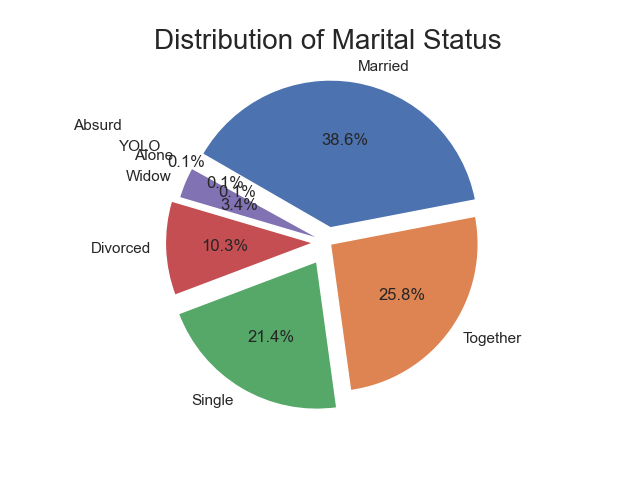 Distribution of Marital Status
Married
38.6%
Absurd
YOLO
Alone
Widow
0.1%
0.1%
0.1%
3.4%
Divorced
10.3%
25.8%
Together
21.4%
Single